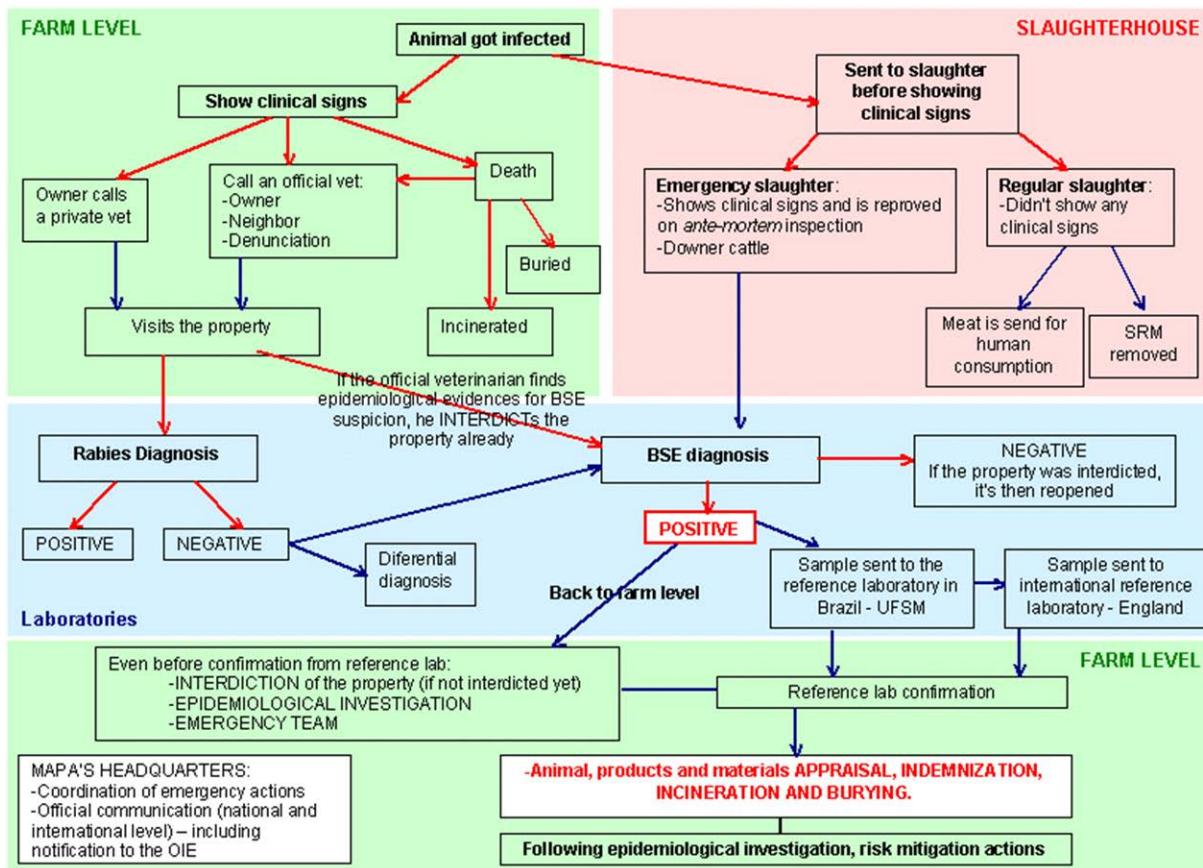 FARM LEVEL
Animal got infected
SLAUGHTERHOUSE
Show clinical signs
Sent to slaughter
before showing
clinical signs
Owner calls
a private vet
Call an official vet:
-Owner
-Neighbor
-Denunciation
Death
Buried
Incinerated
Visits the property
Emergency slaughter:
-Shows clinical signs and is reproved
on ante-mortem inspection
-Downer cattle
Regular slaughter:
-Didn't show any
clinical signs
Meat is send for
human
consumption
SRM
removed
If the official veterinarian finds
epidemiological evidences for BSE
suspicion, he INTERDICTs the
property already
Rabies Diagnosis
BSE diagnosis
NEGATIVE
If the property was interdicted,
it's then reopened
POSITIVE
NEGATIVE
Diferential
diagnosis
POSITIVE
Sample sent to the
reference laboratory in
Brazil - UFSM
Sample sent to
international reference
laboratory - England
Back to farm level
Laboratories
FARM LEVEL
Even before confirmation from reference lab:
-INTERDICTION of the property (if not interdicted yet)
-EPIDEMIOLOGICAL INVESTIGATION
-EMERGENCY TEAM
Reference lab confirmation
MAPA'S HEADQUARTERS:
-Coordination of emergency actions
-Official communication (national and
international level) – including
notification to the OIE
-Animal, products and materials APPRAISAL, INDEMNIZATION,
INCINERATION AND BURYING.
Following epidemiological investigation, risk mitigation actions